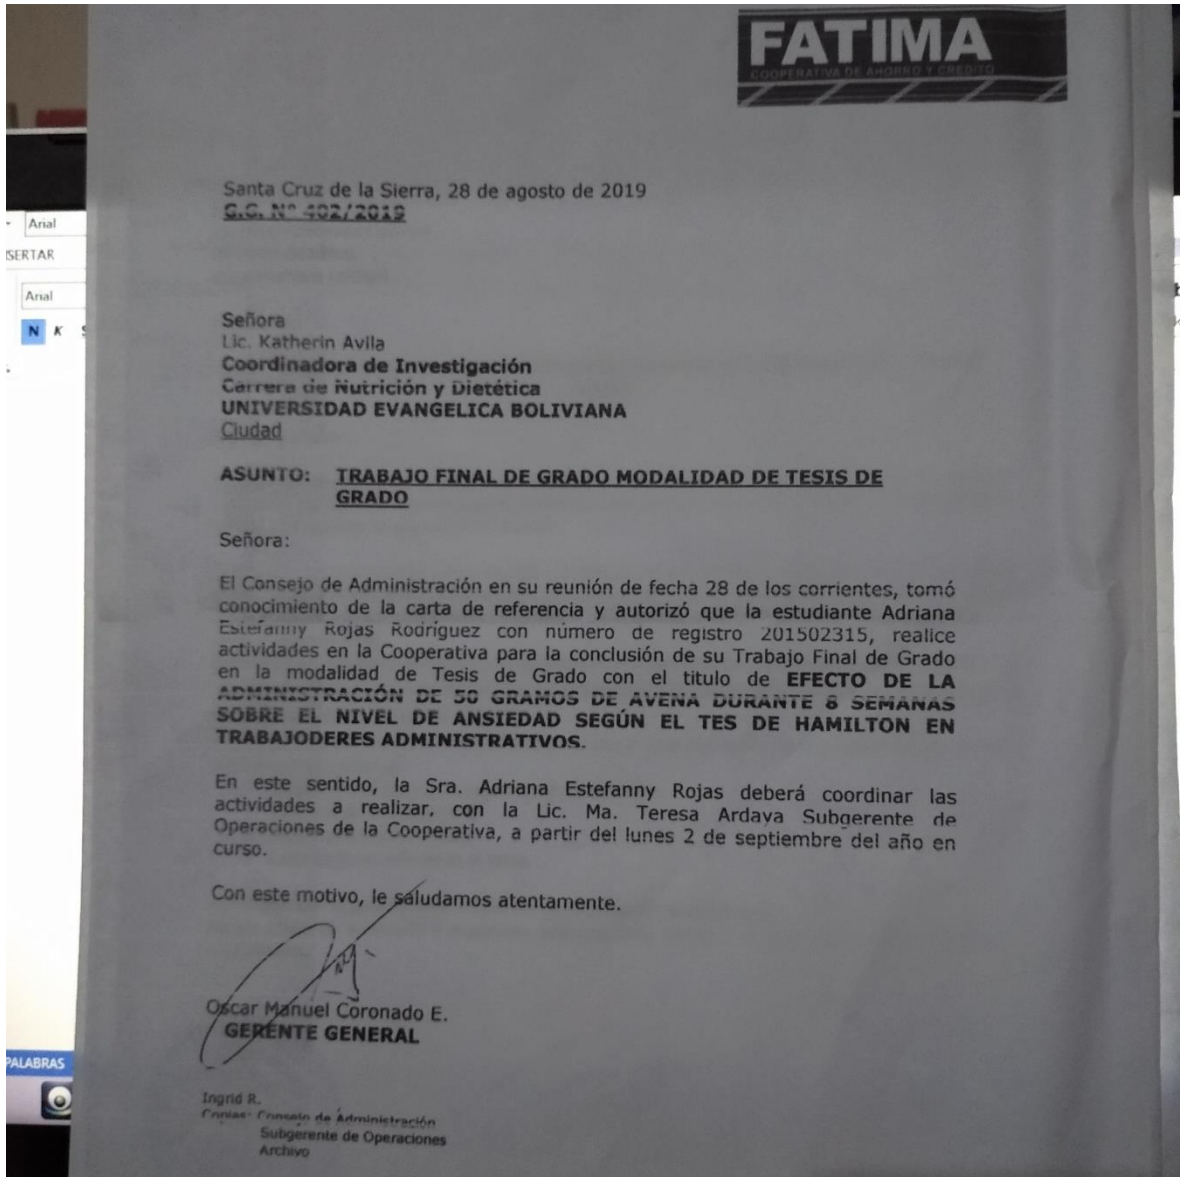 FATIMA
COOPERATIVA DE AHORRO Y CREDITO
Santa Cruz de la Sierra, 28 de agosto de 2019
G.G. N° 402/2019
Arial
SERTAR
Arial
N K
Señora
Lic. Katherin Avila
Coordinadora de Investigación
Carrera de Nutrición y Dietética
UNIVERSIDAD EVANGELICA BOLIVIANA
Ciudad
ASUNTO: TRABAJO FINAL DE GRADO MODALIDAD DE TESIS DE
GRADO
Señora:
El Consejo de Administración en su reunión de fecha 28 de los corrientes, tomó
conocimiento de la carta de referencia y autorizó que la estudiante Adriana
Estefanny Rojas Rodríguez con número de registro 201502315, realice
actividades en la Cooperativa para la conclusión de su Trabajo Final de Grado
en la modalidad de Tesis de Grado con el titulo de EFECTO DE LA
ADMINISTRACIÓN DE 50 GRAMOS DE AVENA DURANTE 8 SEMANAS
SOBRE EL NIVEL DE ANSIEDAD SEGÚN EL TES DE HAMILTON EN
TRABAJODERES ADMINISTRATIVOS.
En este sentido, la Sra. Adriana Estefanny Rojas deberá coordinar las
actividades a realizar, con la Lic. Ma. Teresa Ardaya Subgerente de
Operaciones de la Cooperativa, a partir del lunes 2 de septiembre del año en
curso.
Con este motivo, le saludamos atentamente.
Oscar Manuel Coronado E.
GERENTE GENERAL
PALABRAS
Ingrid R.
Copias: Consejo de Administración
Subgerente de Operaciones
Archivo